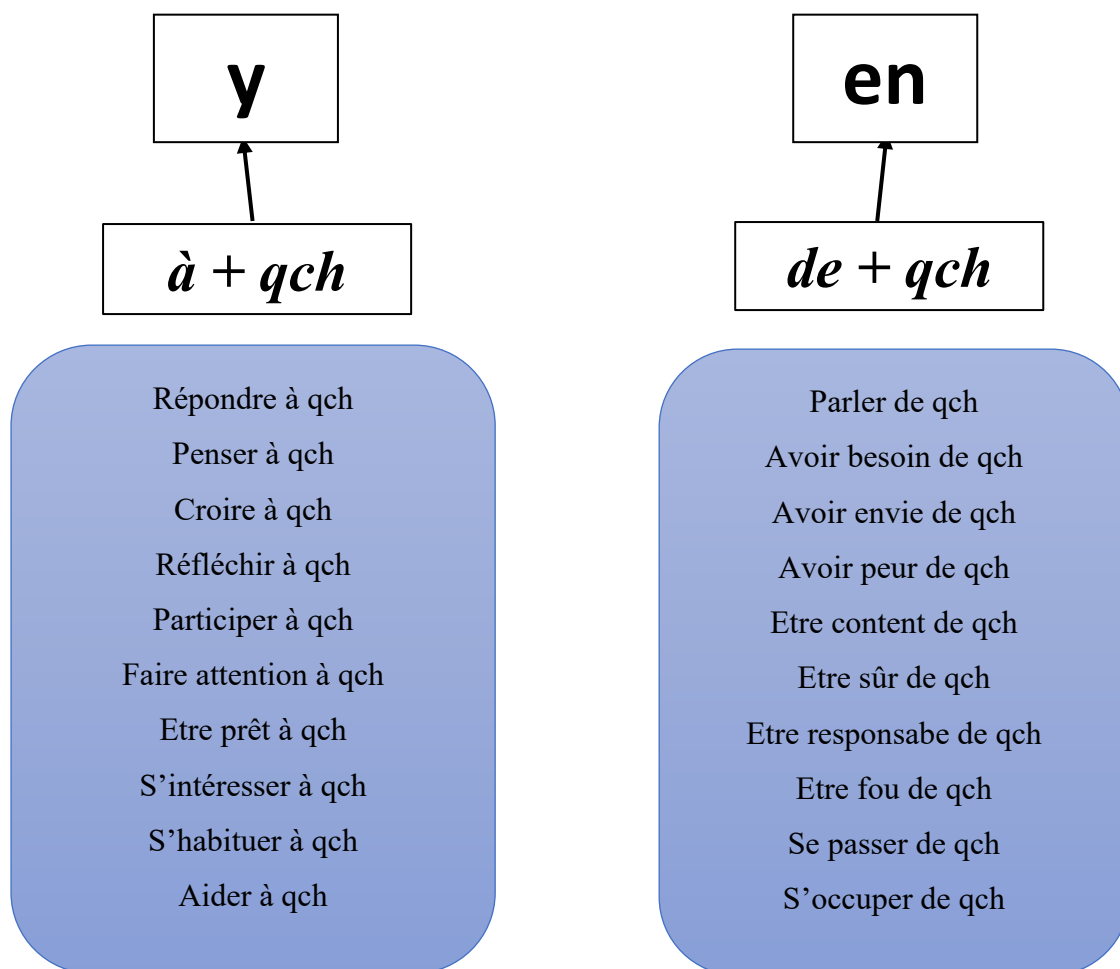 y
à + qch
Répondre à qch
Penser à qch
Croire à qch
Réfléchir à qch
Participer à qch
Faire attention à qch
Etre prêt à qch
S’intéresser à qch
S’habituer à qch
Aider à qch
en
de + qch
Parler de qch
Avoir besoin de qch
Avoir envie de qch
Avoir peur de qch
Etre content de qch
Etre sûr de qch
Etre responsabe de qch
Etre fou de qch
Se passer de qch
S’occuper de qch